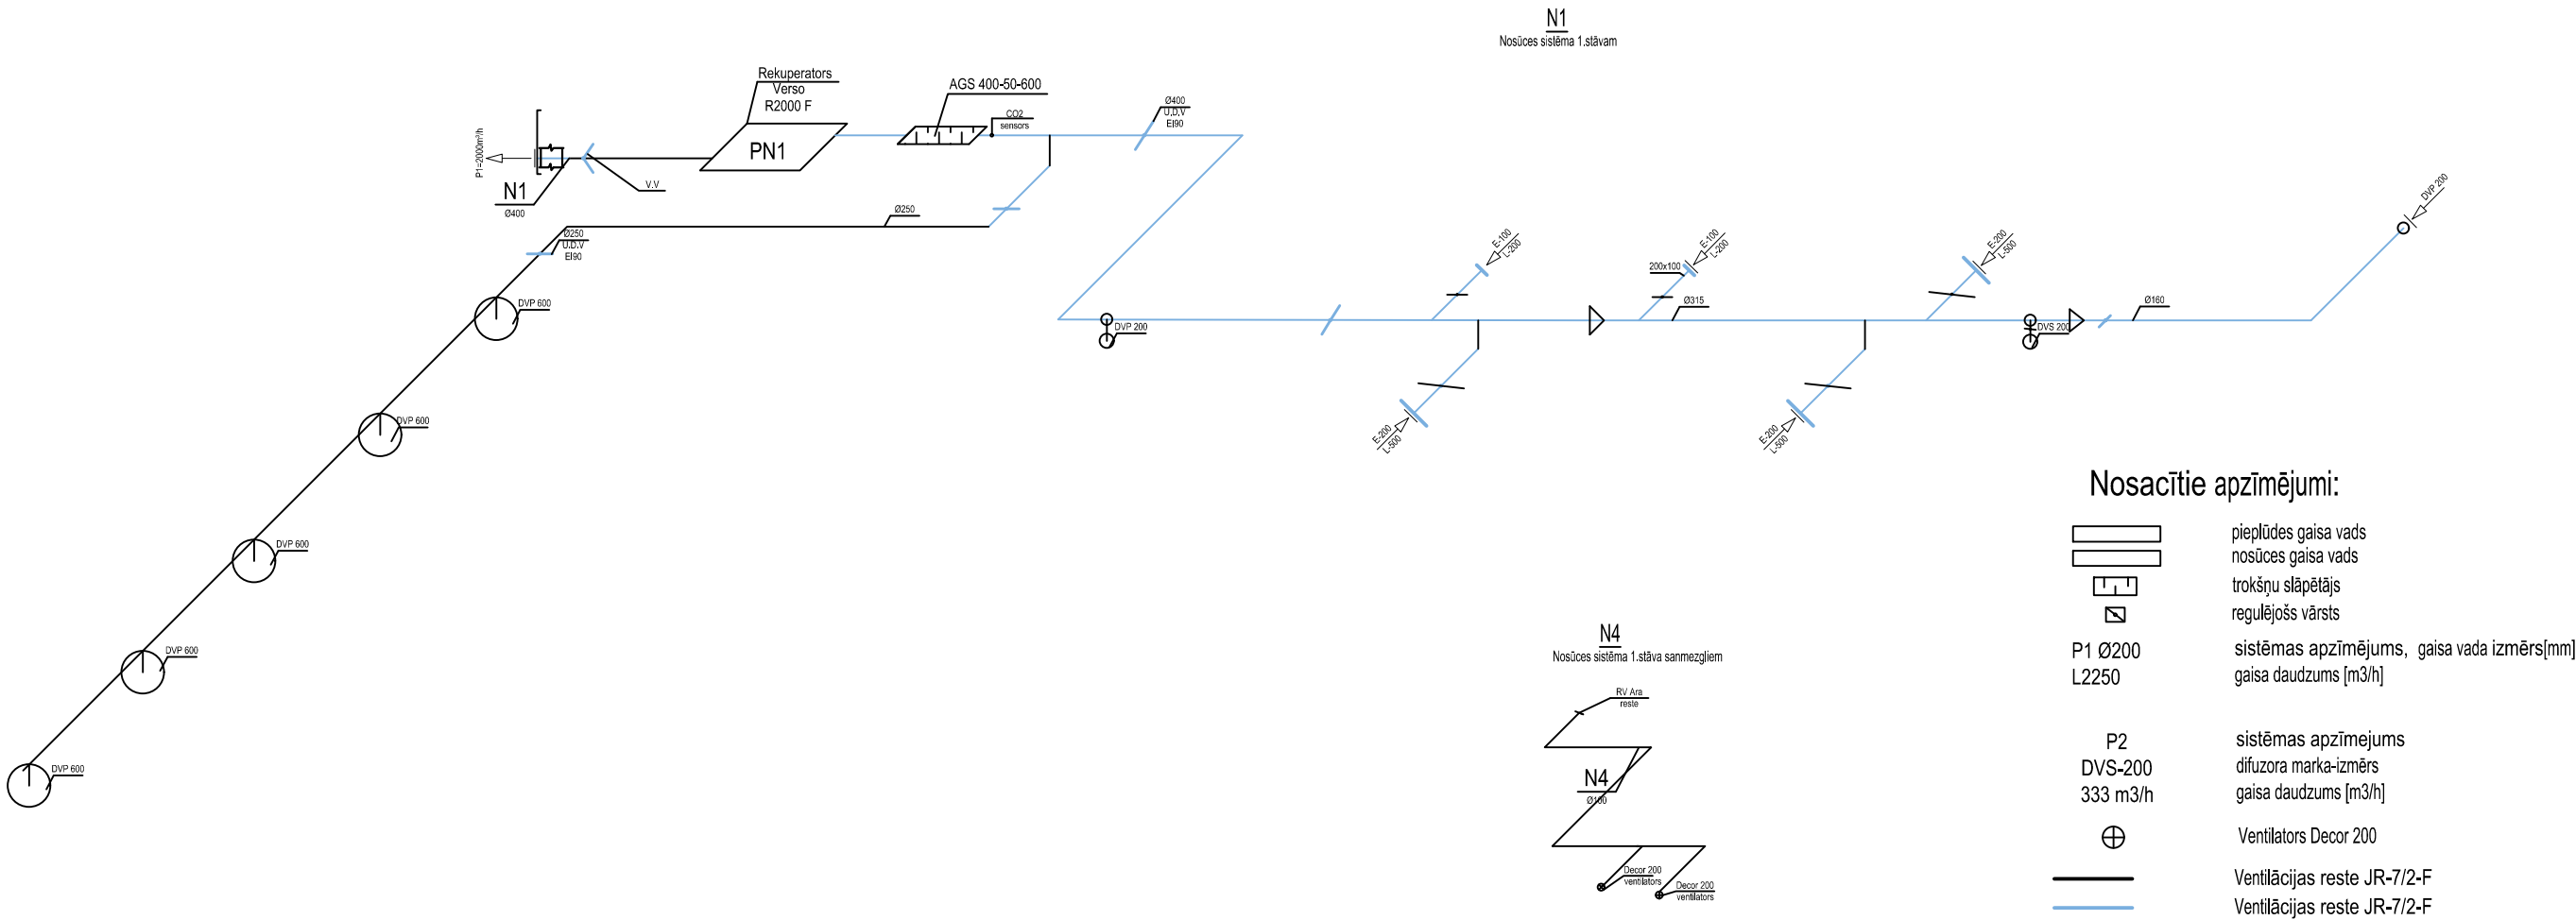 N1
Nosūces sistēma 1.stāvam
Rekuperators
Verso
R2000 F
PN1
AGS 400-50-600
CO2
sensors
Ø400
U.D.V
EI90
P1=2000m³/h
N1
Ø400
V.V
Ø250
Ø250
U.D.V
EI90
DVP 600
DVP 600
DVP 600
DVP 600
DVP 600
DVP 200
E-100
L-200
200x100
E-100
L-200
Ø315
E-200
L-500
DVP 200
DVS 200
Ø160
E-200
L-500
E-200
L-500
N4
Nosūces sistēma 1.stāva sanmezgliem
RV Ara
reste
N4
Ø100
Decor 200
ventilators
Decor 200
ventilators
Nosacītie apzīmējumi:
pieplūdes gaisa vads
nosūces gaisa vads
trokšņu slāpētājs
regulējošs vārsts
P1 Ø200 sistēmas apzīmējums, gaisa vada izmērs[mm]
L2250 gaisa daudzums [m3/h]
P2 sistēmas apzīmejums
DVS-200 difuzora marka-izmērs
333 m3/h gaisa daudzums [m3/h]
Ventilators Decor 200
Ventilācijas reste JR-7/2-F
Ventilācijas reste JR-7/2-F